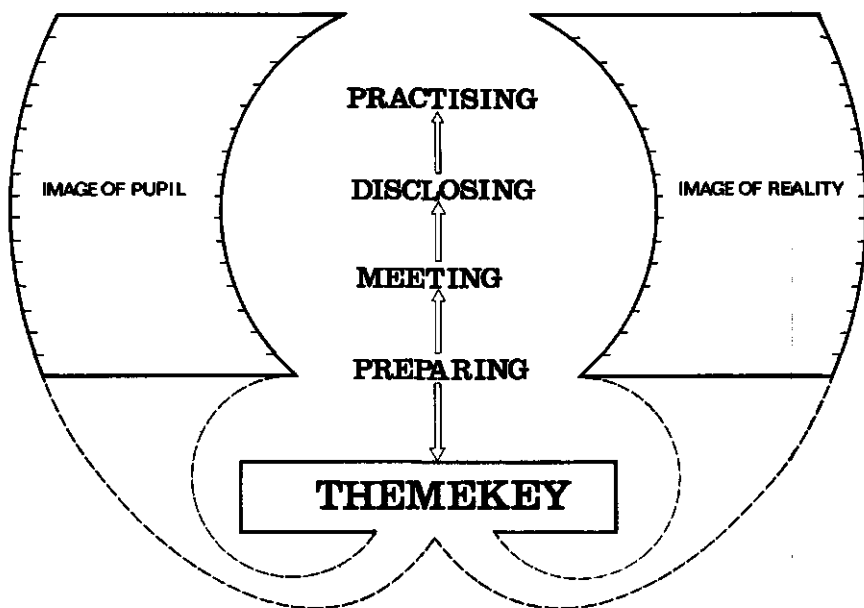 PRACTISING
IMAGE OF PUPIL
DISCLOSING
IMAGE OF REALITY
MEETING
PREPARING
THEMEKEY